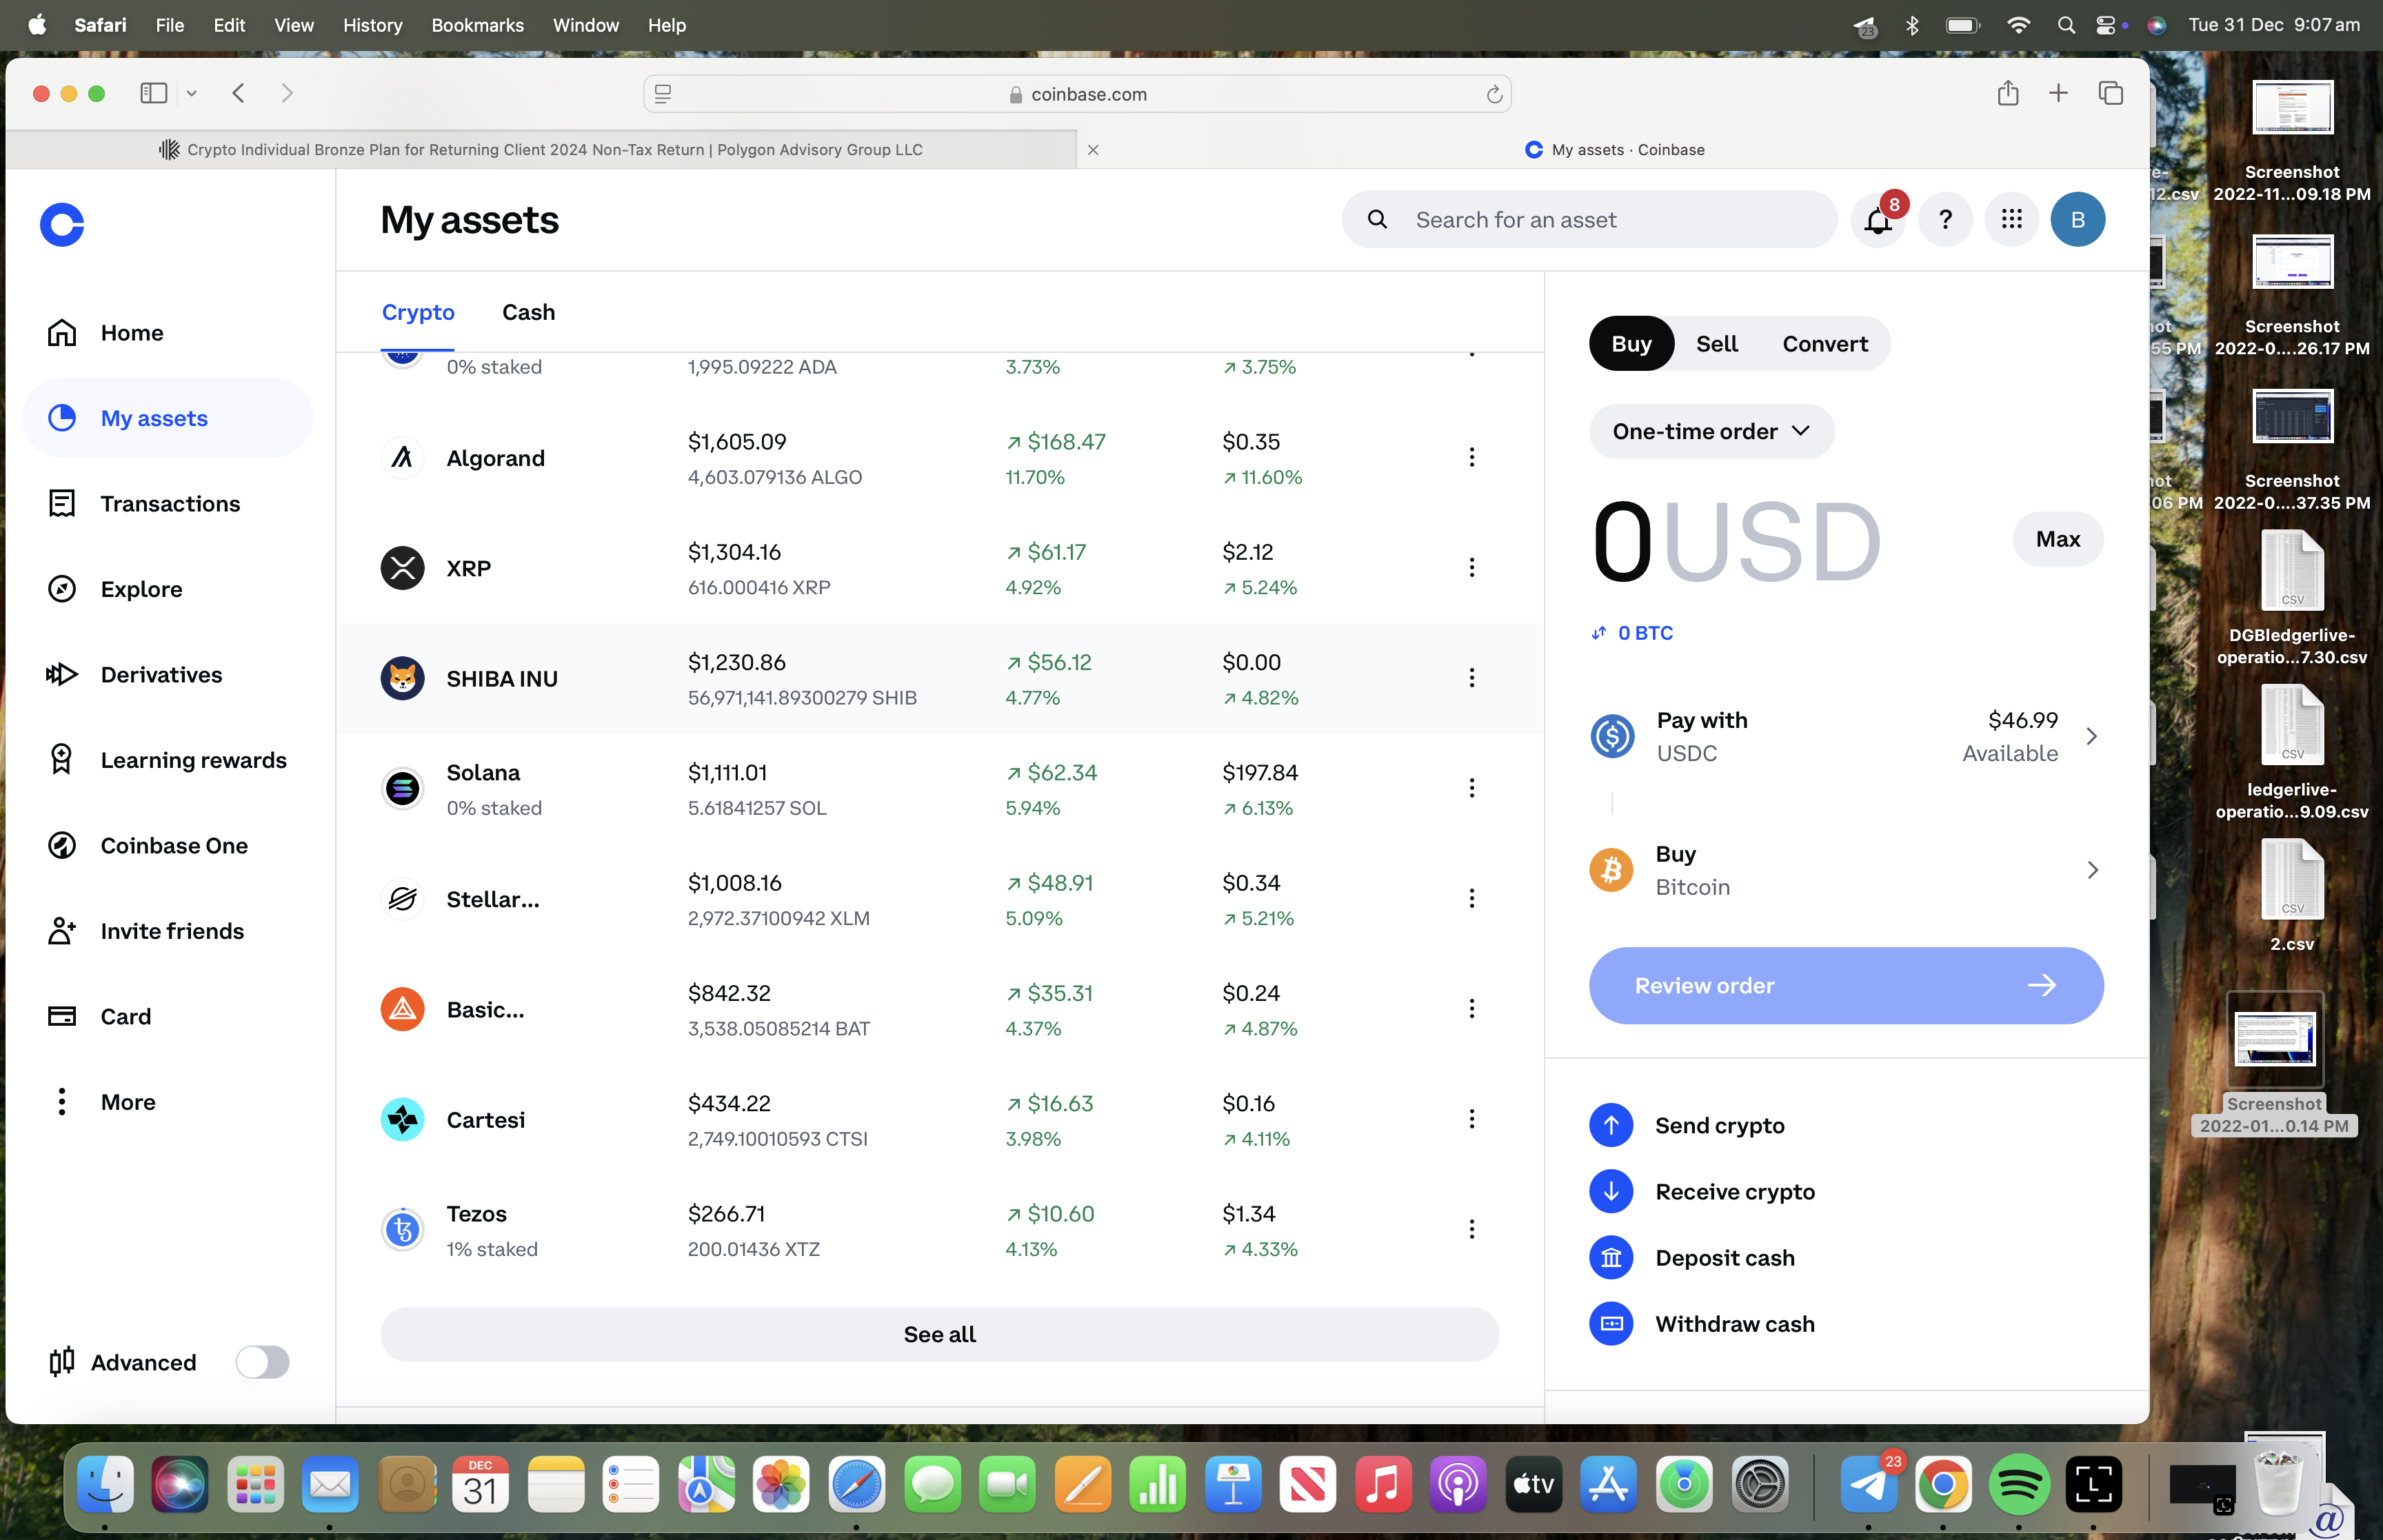 Safari File Edit View History Bookmarks Window Help
23
Tue 31 Dec 9:07 am
coinbase.com
Crypto Individual Bronze Plan for Returning Client 2024 Non-Tax Return | Polygon Advisory Group LLC
My assets · Coinbase
My assets
Search for an asset
8
?
B
Home
My assets
Transactions
Explore
Derivatives
Learning rewards
Coinbase One
Invite friends
Card
More
Advanced
Crypto Cash
0% staked 1,995.09222 ADA 3.73% ↗ 3.75%
Algorand
$1,605.09 ↗ $168.47 $0.35
4,603.079136 ALGO 11.70% ↗ 11.60%
XRP
$1,304.16 ↗ $61.17 $2.12
616.000416 XRP 4.92% ↗ 5.24%
SHIBA INU
$1,230.86 ↗ $56.12 $0.00
56,971,141.89300279 SHIB 4.77% ↗ 4.82%
Solana $1,111.01 ↗ $62.34 $197.84
0% staked 5.61841257 SOL 5.94% ↗ 6.13%
Stellar...
$1,008.16 ↗ $48.91 $0.34
2,972.37100942 XLM 5.09% ↗ 5.21%
Basic...
$842.32 ↗ $35.31 $0.24
3,538.05085214 BAT 4.37% ↗ 4.87%
Cartesi
$434.22 ↗ $16.63 $0.16
2,749.10010593 CTSI 3.98% ↗ 4.11%
Tezos $266.71 ↗ $10.60 $1.34
1% staked 200.01436 XTZ 4.13% ↗ 4.33%
See all
Buy Sell Convert
One-time order
0USD
Max
0 BTC
Pay with $46.99
USDC Available
Buy
Bitcoin
Review order
Send crypto
Receive crypto
Deposit cash
Withdraw cash
12.csv
55 PM
06 PM
Screenshot
2022-11...09.18 PM
Screenshot
2022-0....26.17 PM
Screenshot
2022-0....37.35 PM
CSV
DGBledgerlive-
operatio...7.30.csv
CSV
ledgerlive-
operatio...9.09.csv
CSV
2.csv
Screenshot
2022-01...0.14 PM
DEC
31
tv
23
L
@